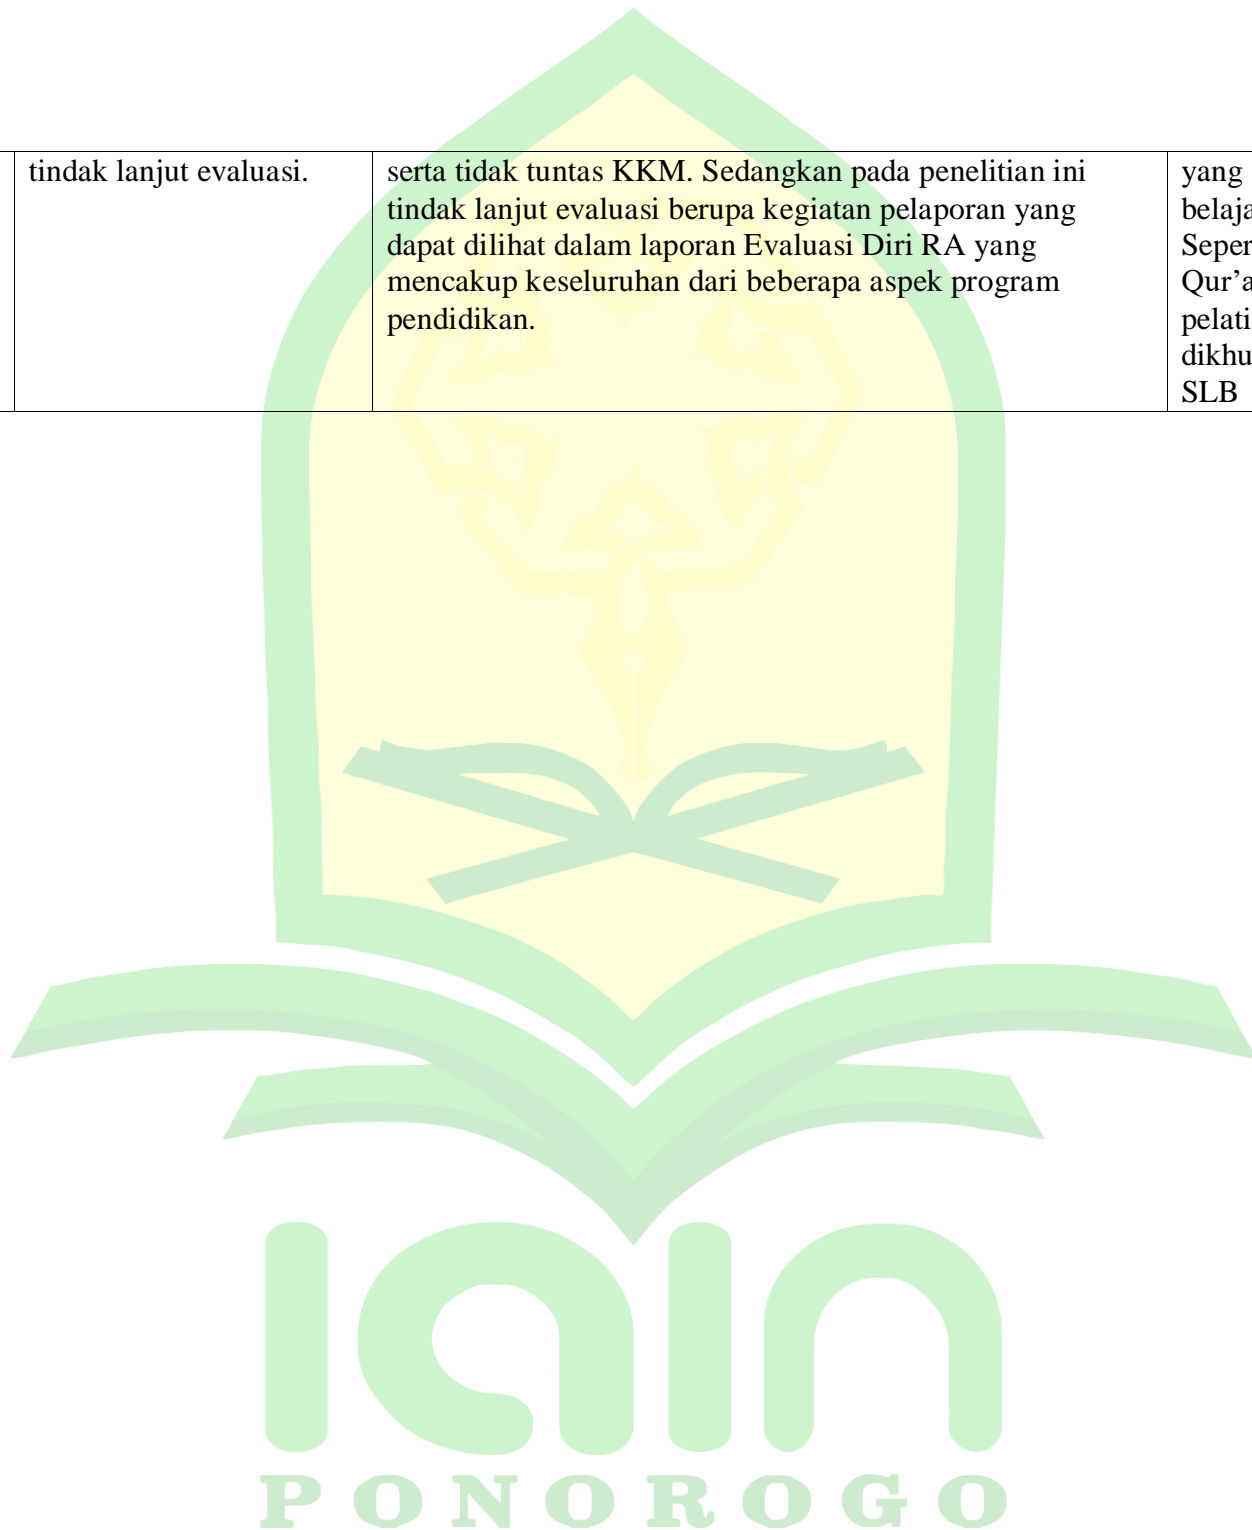 tindak lanjut evaluasi.
serta tidak tuntas KKM. Sedangkan pada penelitian ini
tindak lanjut evaluasi berupa kegiatan pelaporan yang
dapat dilihat dalam laporan Evaluasi Diri RA yang
mencakup keseluruhan dari beberapa aspek program
pendidikan.
yang
SLB
iain
PONOROGO